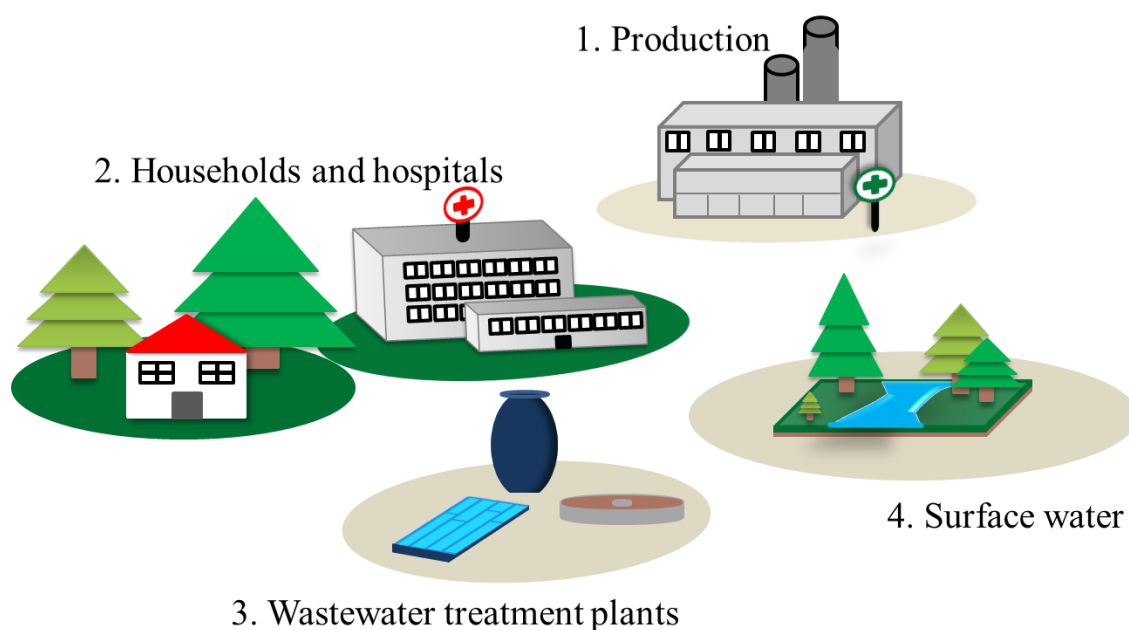 1. Production
2. Households and hospitals
3. Wastewater treatment plants
4. Surface water